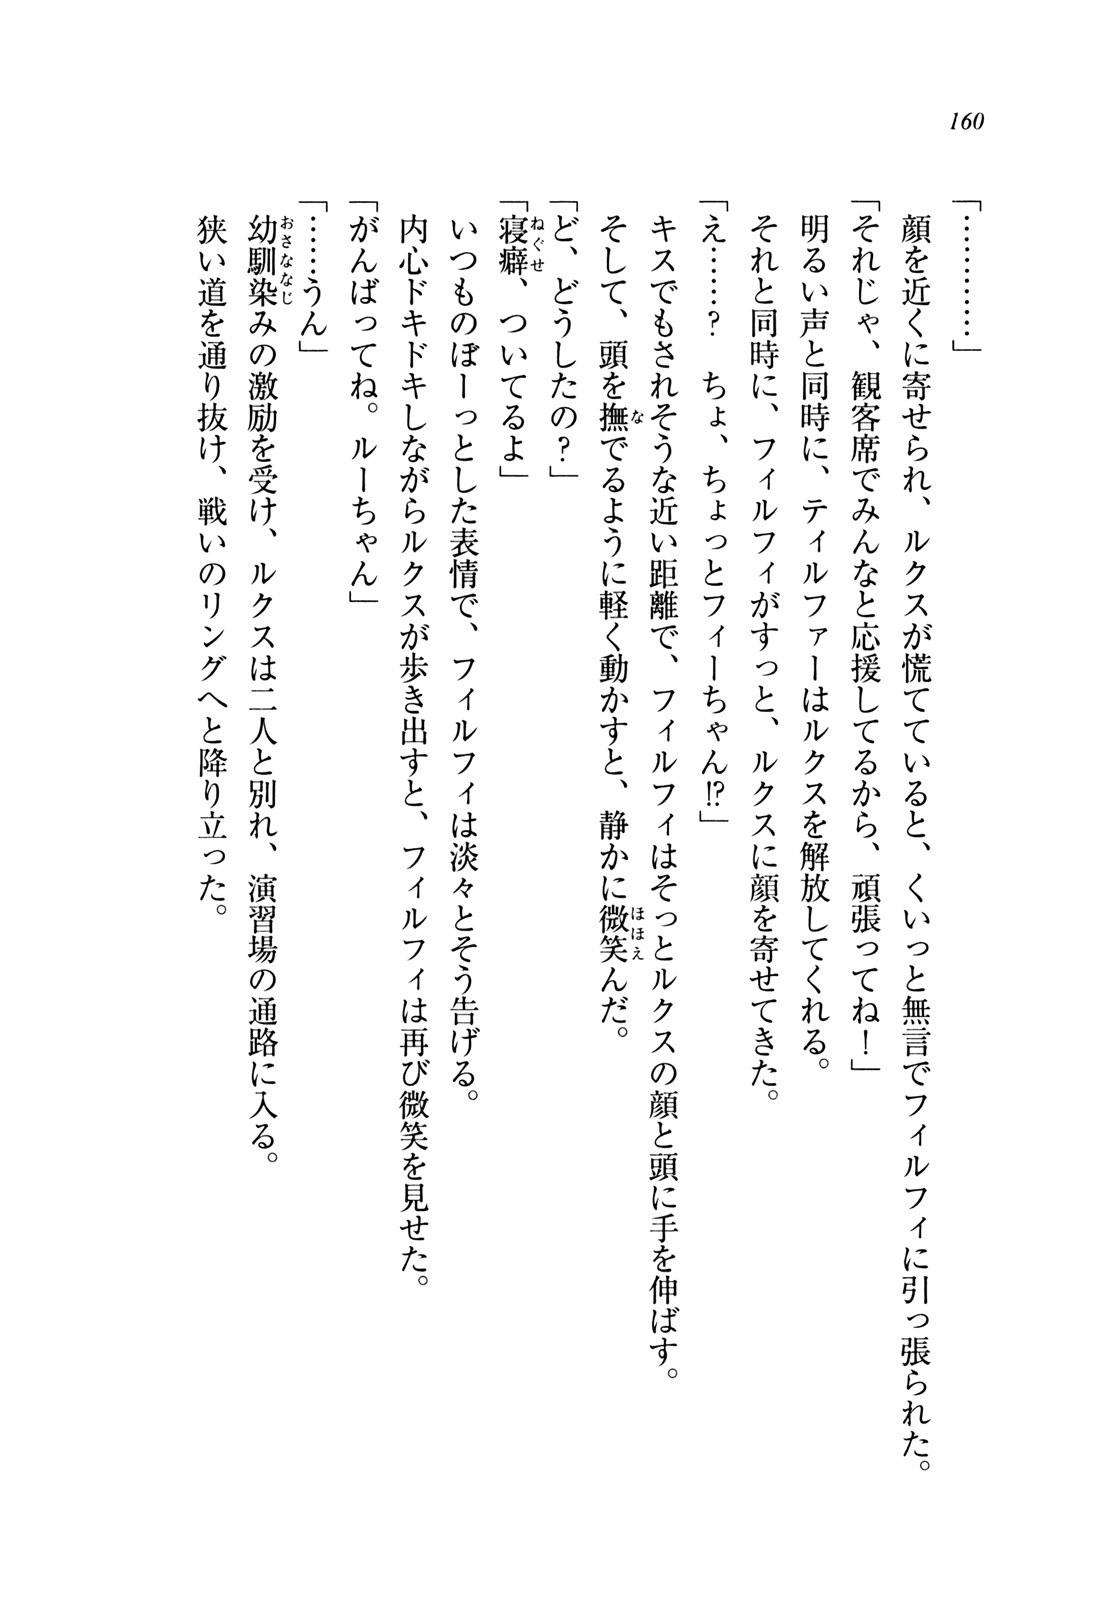 160
「…………」
顔を近くに寄せられ、ルクスが慌てていると、くいっと無言でフィルフィに引っ張られた。
「それじゃ、観客席でみんなと応援してるから、頑張ってね！」
明るい声と同時に、ティルファーはルクスを解放してくれる。
それと同時に、フィルフィがすっと、ルクスに顔を寄せてきた。
「え……？　ちょ、ちょっとフィーちゃん!?」
キスでもされそうな近い距離で、フィルフィはそっとルクスの顔と頭に手を伸ばす。
そして、頭を撫でるように軽く動かすと、静かに微笑んだ。
「ど、どうしたの？」
「寝癖、ついてるよ」
いつものぼーっとした表情で、フィルフィは淡々とそう告げる。
内心ドキドキしながらルクスが歩き出すと、フィルフィは再び微笑を見せた。
「がんばってね。ルーちゃん」
「……うん」
幼馴染みの激励を受け、ルクスは二人と別れ、演習場の通路に入る。
狭い道を通り抜け、戦いのリングへと降り立った。